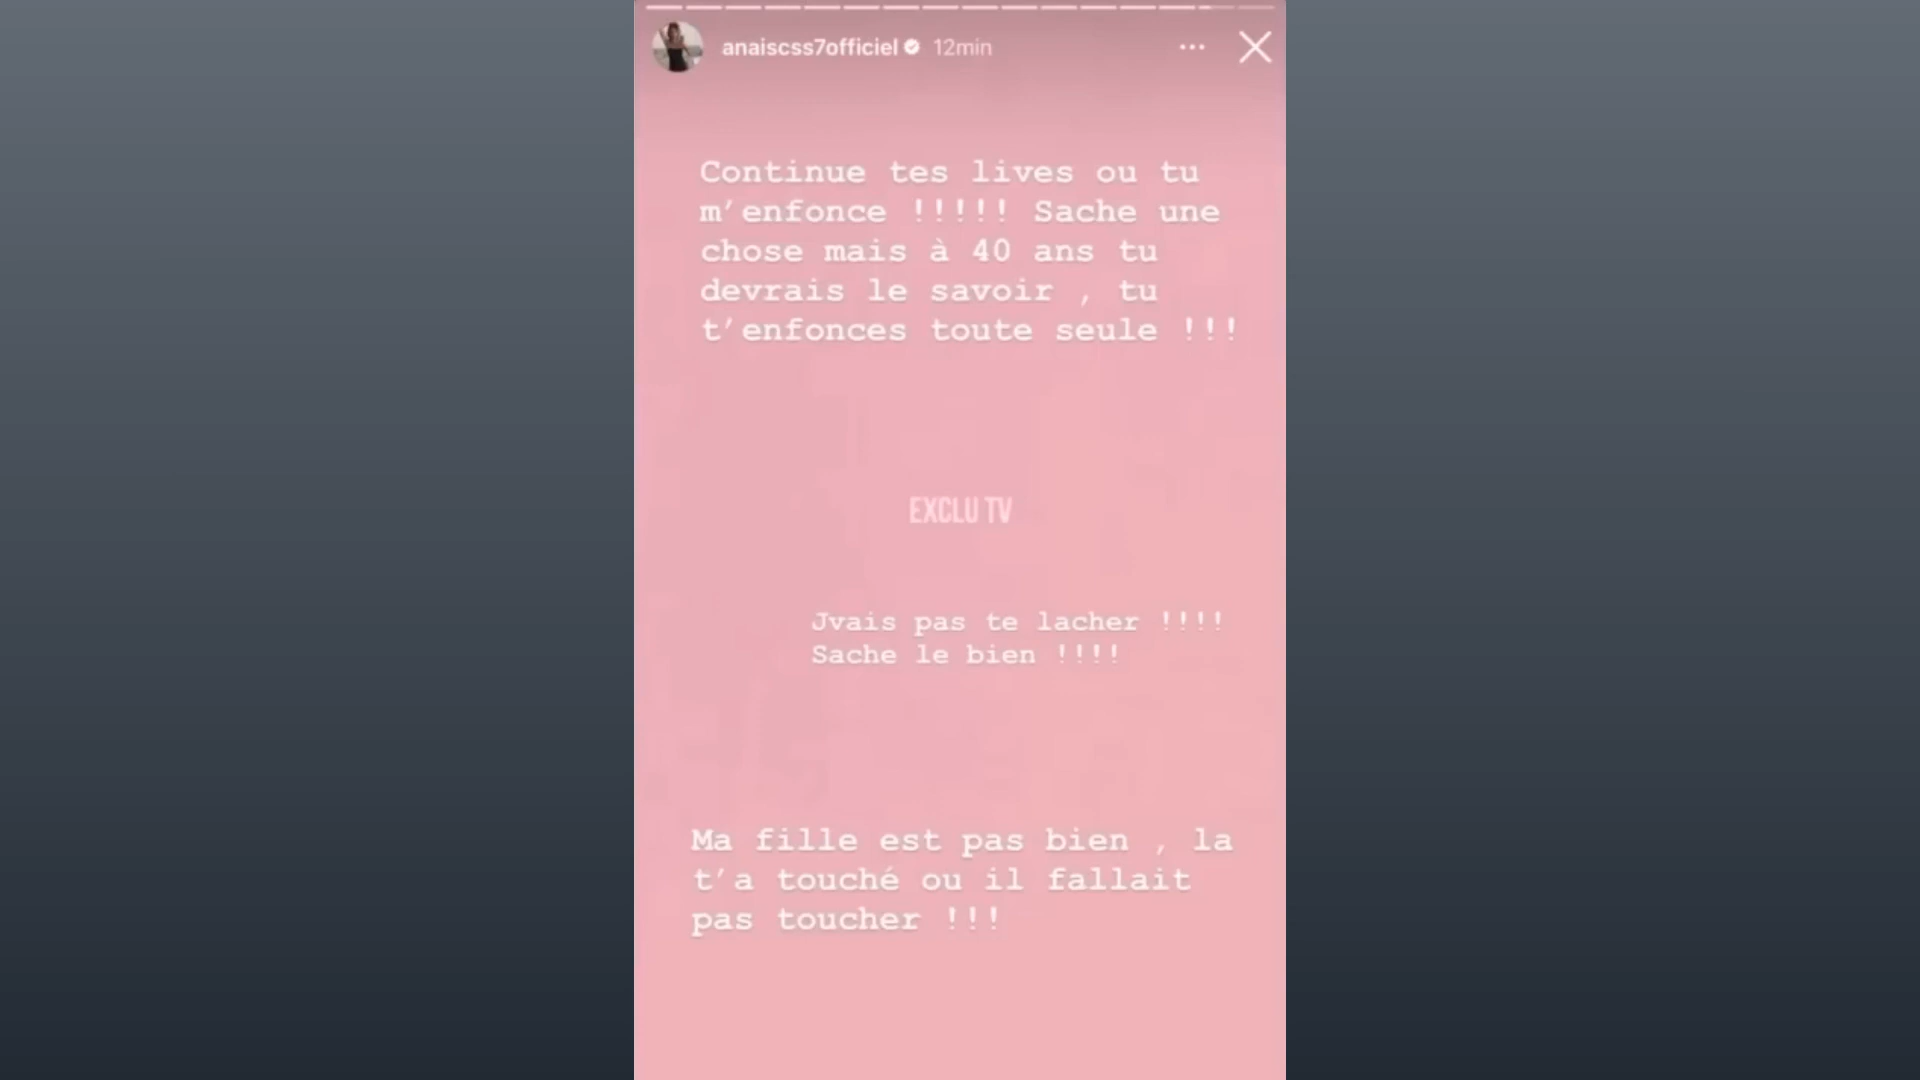 anaiscss7officiel 12min
Continue tes lives ou tu
m’enfonce !!!!! Sache une
chose mais à 40 ans tu
devrais le savoir , tu
t’enfonces toute seule !!!
EXCLU TV
Jvais pas te lacher !!!!
Sache le bien !!!!
Ma fille est pas bien , la
t’a touché ou il fallait
pas toucher !!!